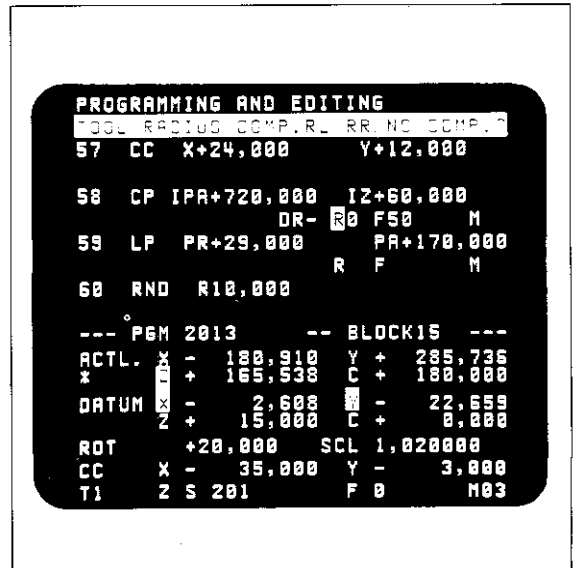 PROGRAMMING AND EDITING
TOOL RADIUS COMP.RL RR.NO COMP.?
57 CC X+24,000 Y+12,000
58 CP IPA+720,000 IZ+60,000
DR- R0 F50 M
59 LP PR+29,000 PA+170,000
R F M
60 RND R10,000
--- PGM 2013 -- BLOCK15 ---
ACTL. X - 180,910 Y + 285,736
* Z + 165,538 C + 180,000
DATUM X - 2,608 Y - 22,659
Z + 15,000 C + 0,000
ROT +20,000 SCL 1,020000
CC X - 35,000 Y - 3,000
T1 Z S 201 F 0 M03